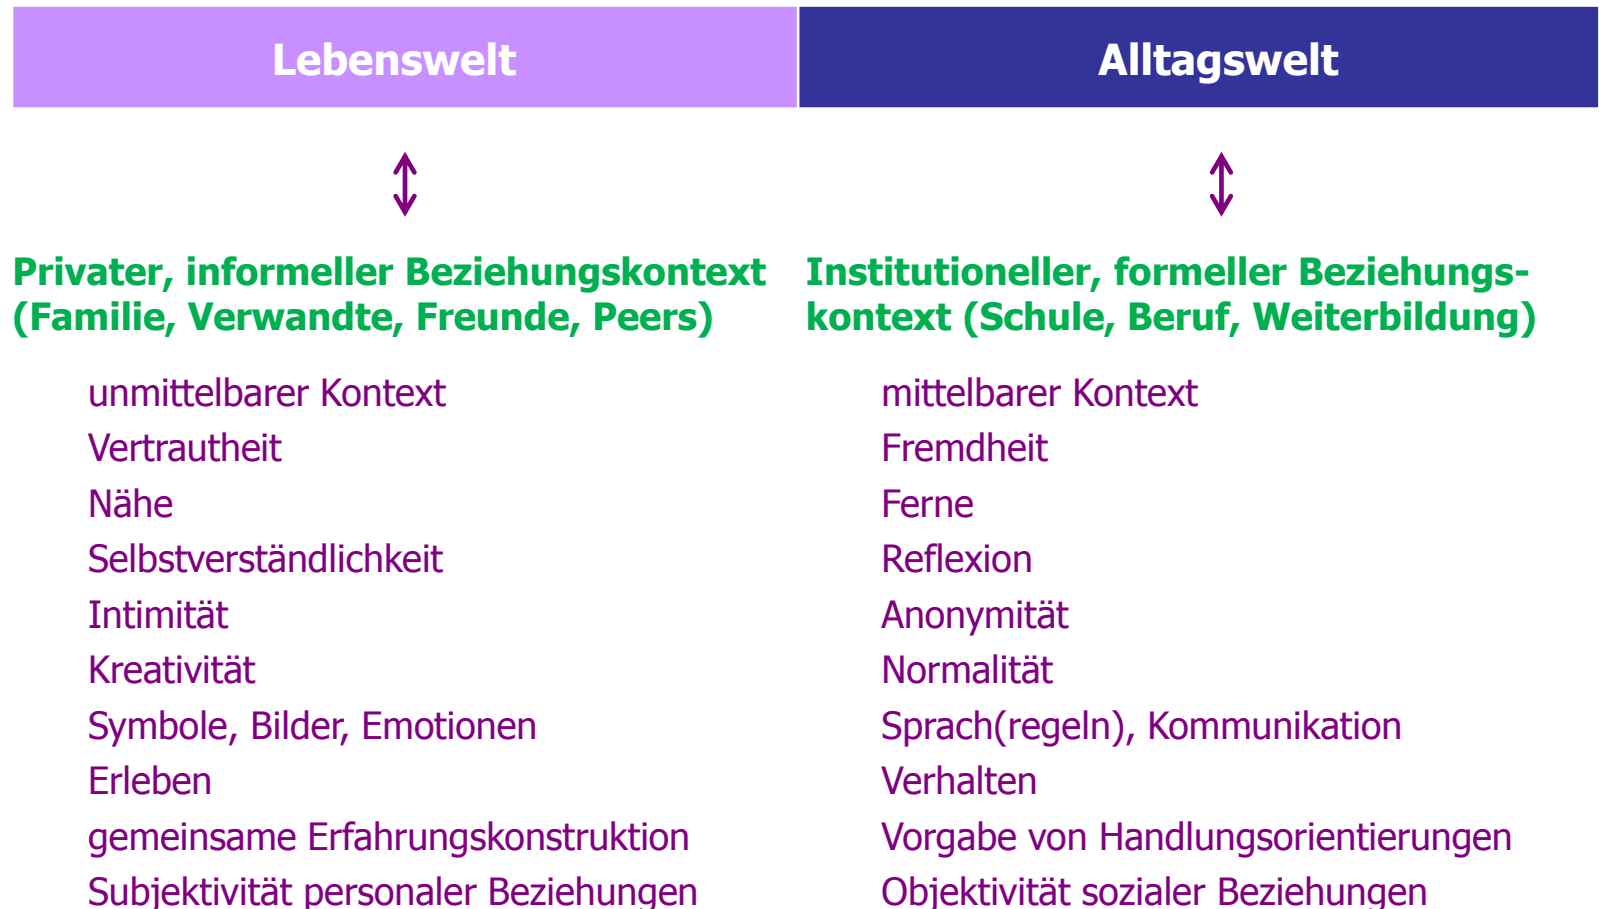 Lebenswelt
Alltagswelt
Privater, informeller Beziehungskontext
(Familie, Verwandte, Freunde, Peers)
unmittelbarer Kontext
Vertrautheit
Nähe
Selbstverständlichkeit
Intimität
Kreativität
Symbole, Bilder, Emotionen
Erleben
gemeinsame Erfahrungskonstruktion
Subjektivität personaler Beziehungen
Institutioneller, formeller Beziehungs-
kontext (Schule, Beruf, Weiterbildung)
mittelbarer Kontext
Fremdheit
Ferne
Reflexion
Anonymität
Normalität
Sprach(regeln), Kommunikation
Verhalten
Vorgabe von Handlungsorientierungen
Objektivität sozialer Beziehungen